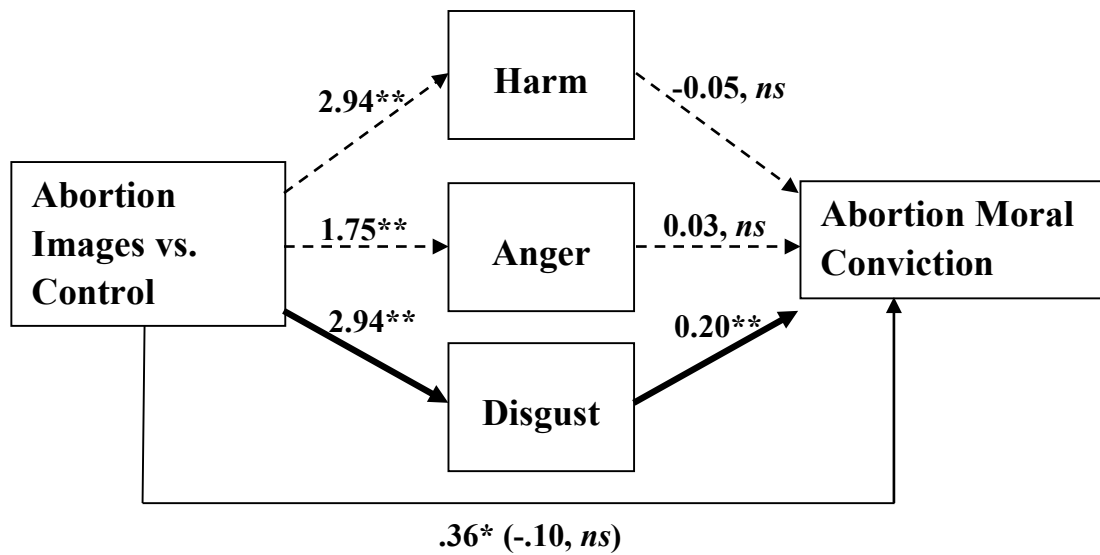 Harm
2.94**
-0.05, ns
Abortion
Images vs.
Control
1.75**
Anger
0.03, ns
Abortion Moral
Conviction
2.94**
Disgust
0.20**
.36* (-.10, ns)